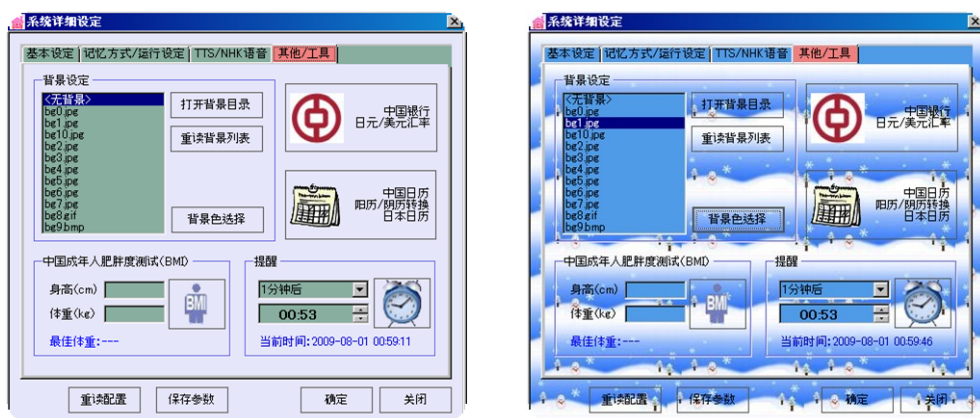 系统详细设定
基本设定 记忆方式/运行设定 TTS/NHK语音 其他/工具
背景设定
<无背景>
bg0.jpg
bg1.jpg
bg10.jpg
bg2.jpg
bg3.jpg
bg4.jpg
bg5.jpg
bg6.jpg
bg7.jpg
bg8.gif
bg9.bmp
打开背景目录
重读背景列表
背景色选择
中国银行
日元/美元汇率
中国日历
阳历/阴历转换
日本日历
中国成年人肥胖度测试(BMI)
身高(cm)
体重(kg)
BMI
最佳体重:---
提醒
1分钟后
00:53
当前时间:2009-08-01 00:59:11
重读配置 保存参数 确定 关闭
系统详细设定
基本设定 记忆方式/运行设定 TTS/NHK语音 其他/工具
背景设定
<无背景>
bg0.jpg
bg1.jpg
bg10.jpg
bg2.jpg
bg3.jpg
bg4.jpg
bg5.jpg
bg6.jpg
bg7.jpg
bg8.gif
bg9.bmp
打开背景目录
重读背景列表
背景色选择
中国银行
日元/美元汇率
中国日历
阳历/阴历转换
日本日历
中国成年人肥胖度测试(BMI)
身高(cm)
体重(kg)
BMI
最佳体重:---
提醒
1分钟后
00:53
当前时间:2009-08-01 00:59:46
重读配置 保存参数 确定 关闭